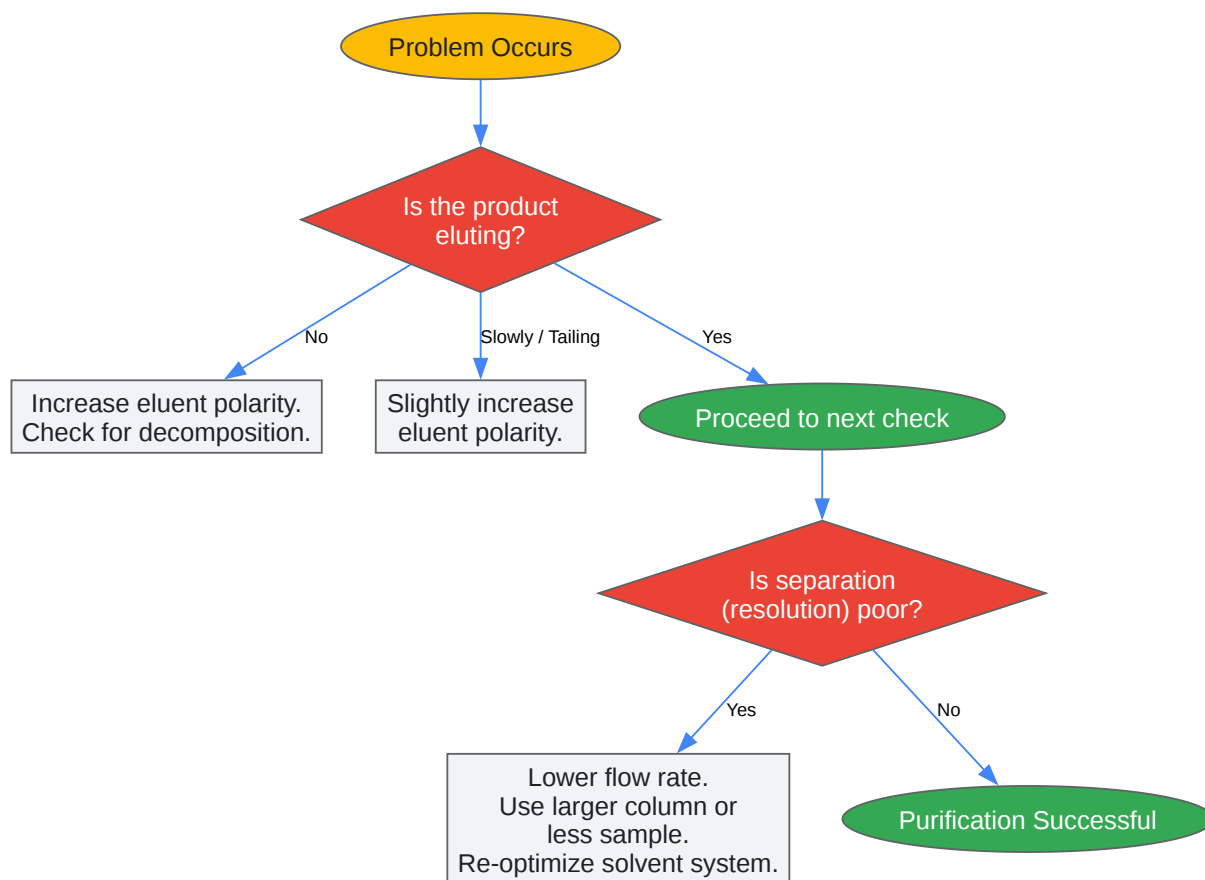 Problem Occurs
Is the product
eluting?
No
Slowly / Tailing
Yes
Increase eluent polarity.
Check for decomposition.
Slightly increase
eluent polarity.
Proceed to next check
Is separation
(resolution) poor?
Yes
No
Lower flow rate.
Use larger column or
less sample.
Re-optimize solvent system.
Purification Successful